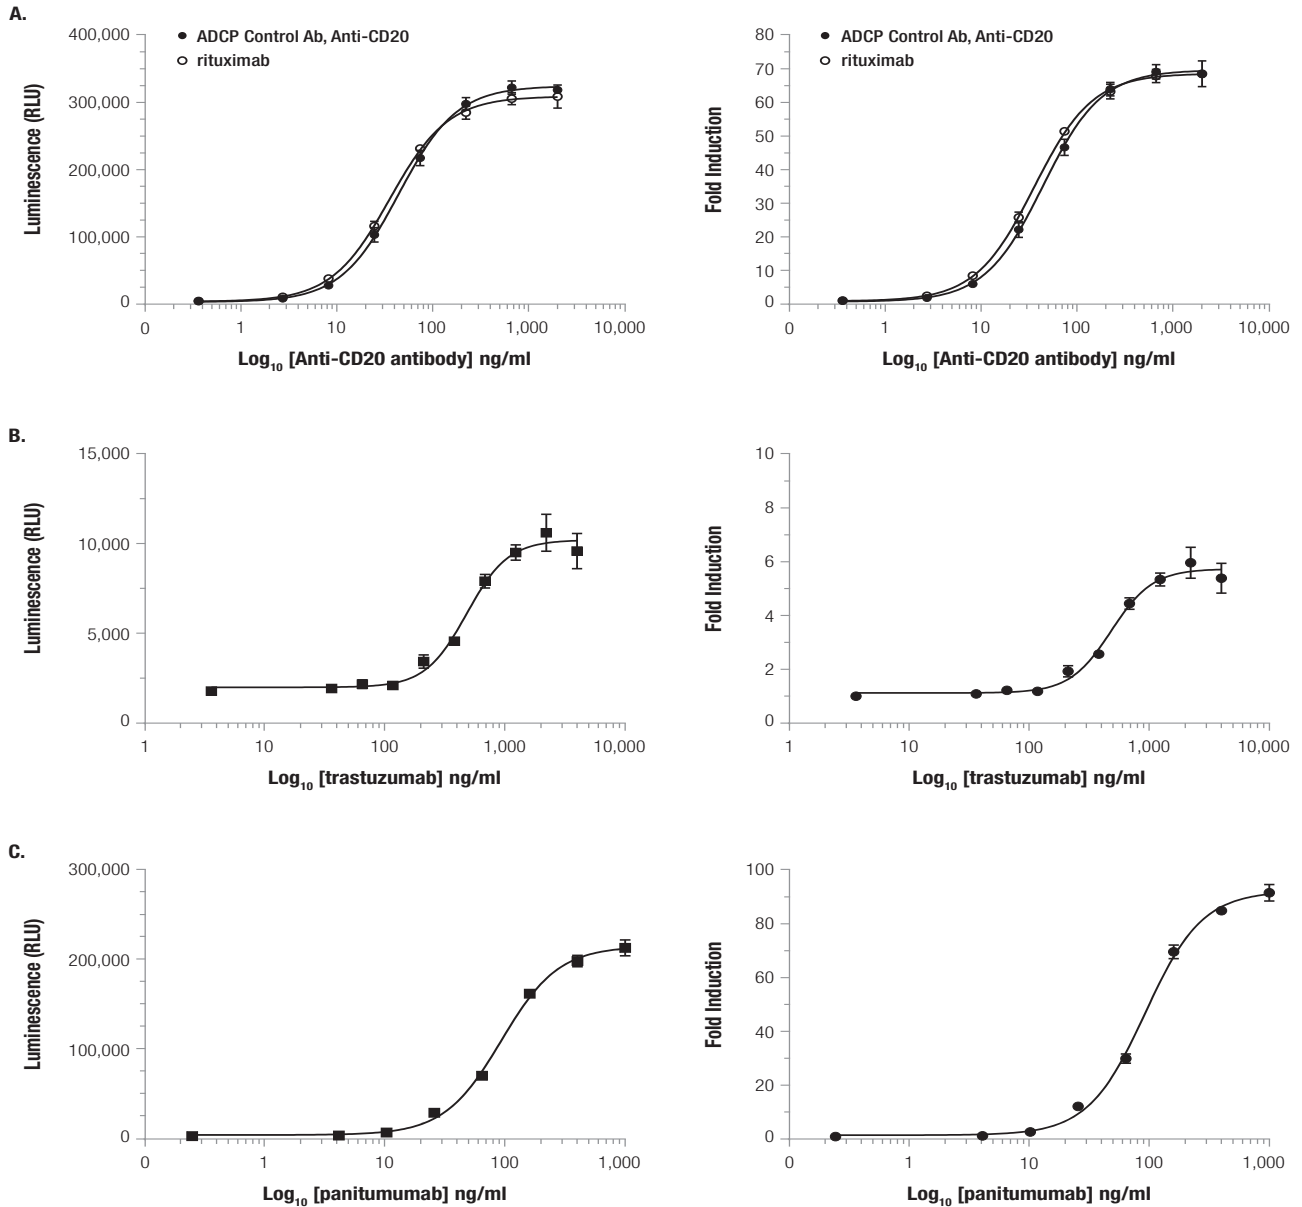 A.
400,000
300,000
200,000
100,000
0
0 1 10 100 1,000 10,000
Luminescence (RLU)
Log10 [Anti-CD20 antibody] ng/ml
ADCP Control Ab, Anti-CD20
rituximab
80
70
60
50
40
30
20
10
0
0 1 10 100 1,000 10,000
Fold Induction
Log10 [Anti-CD20 antibody] ng/ml
ADCP Control Ab, Anti-CD20
rituximab
B.
15,000
10,000
5,000
0
1 10 100 1,000 10,000
Luminescence (RLU)
Log10 [trastuzumab] ng/ml
10
8
6
4
2
0
1 10 100 1,000 10,000
Fold Induction
Log10 [trastuzumab] ng/ml
C.
300,000
200,000
100,000
0
0 1 10 100 1,000
Luminescence (RLU)
Log10 [panitumumab] ng/ml
100
80
60
40
20
0
0 1 10 100 1,000
Fold Induction
Log10 [panitumumab] ng/ml